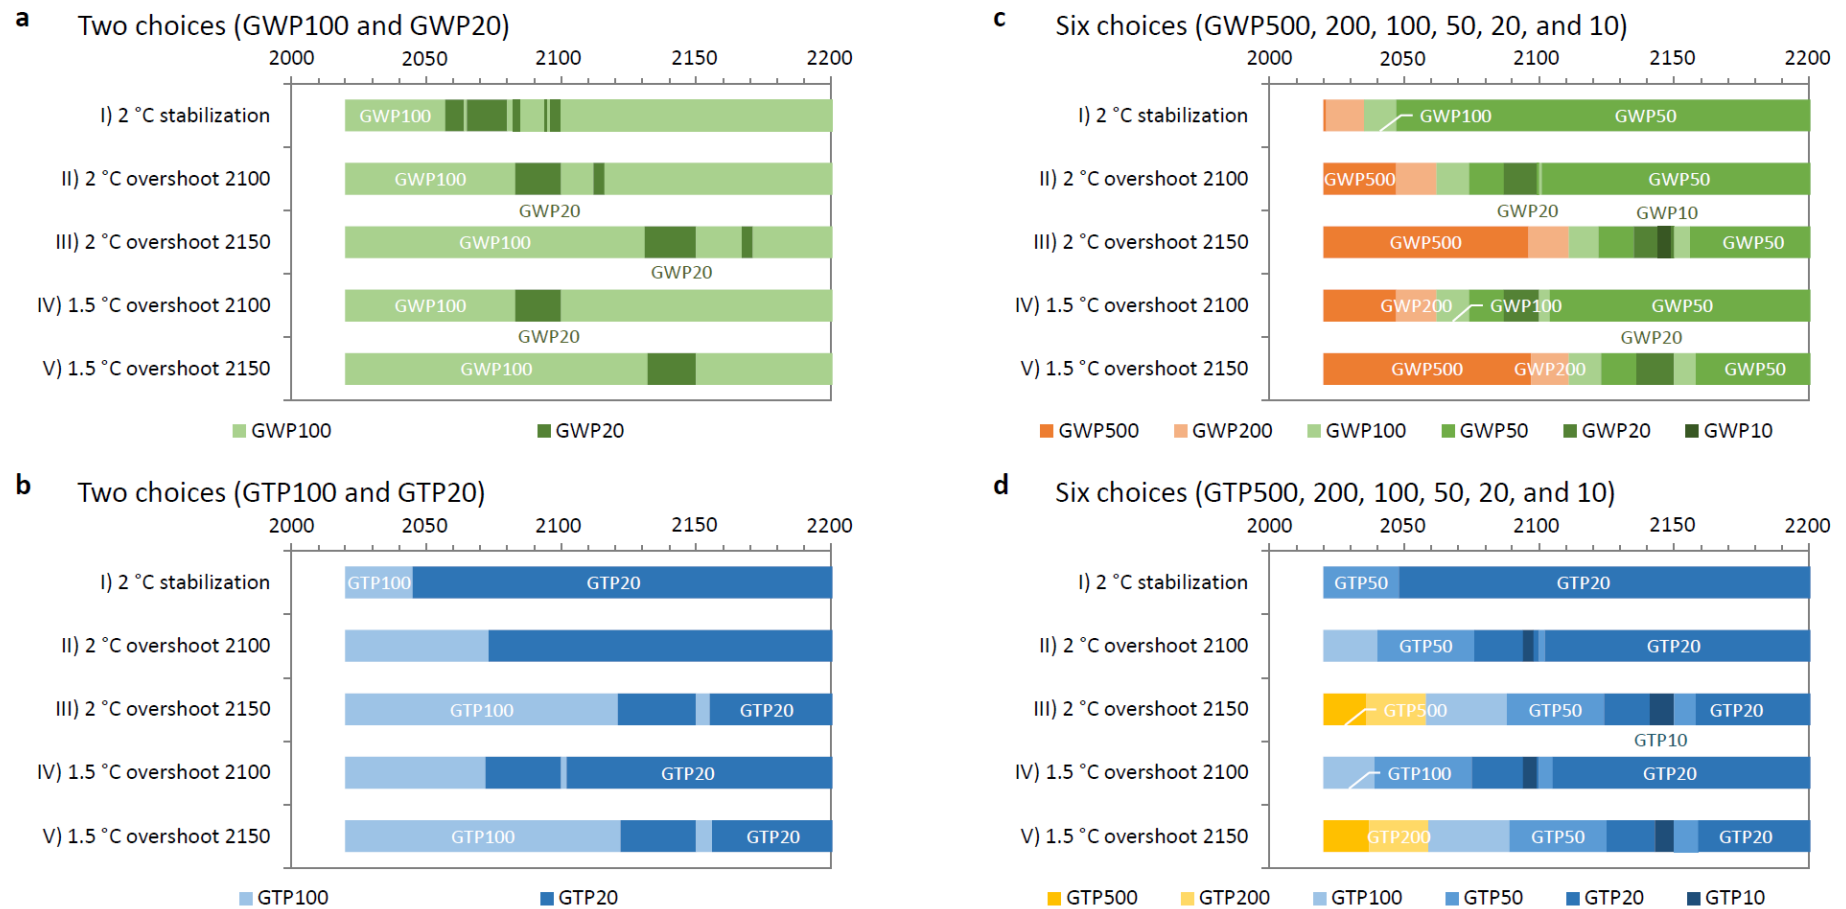 a Two choices (GWP100 and GWP20)
2000 2050 2100 2150 2200
I) 2 °C stabilization GWP100
II) 2 °C overshoot 2100 GWP100
GWP20
III) 2 °C overshoot 2150 GWP100
GWP20
IV) 1.5 °C overshoot 2100 GWP100
GWP20
V) 1.5 °C overshoot 2150 GWP100
GWP100 GWP20
c Six choices (GWP500, 200, 100, 50, 20, and 10)
2000 2050 2100 2150 2200
I) 2 °C stabilization GWP100 GWP50
II) 2 °C overshoot 2100 GWP500 GWP50
GWP20 GWP10
III) 2 °C overshoot 2150 GWP500 GWP50
IV) 1.5 °C overshoot 2100 GWP200 GWP100 GWP50
GWP20
V) 1.5 °C overshoot 2150 GWP500 GWP200 GWP50
GWP500 GWP200 GWP100 GWP50 GWP20 GWP10
b Two choices (GTP100 and GTP20)
2000 2050 2100 2150 2200
I) 2 °C stabilization GTP100 GTP20
II) 2 °C overshoot 2100
III) 2 °C overshoot 2150 GTP100 GTP20
IV) 1.5 °C overshoot 2100 GTP20
V) 1.5 °C overshoot 2150 GTP100 GTP20
GTP100 GTP20
d Six choices (GTP500, 200, 100, 50, 20, and 10)
2000 2050 2100 2150 2200
I) 2 °C stabilization GTP50 GTP20
II) 2 °C overshoot 2100 GTP50 GTP20
III) 2 °C overshoot 2150 GTP500 GTP50 GTP20
GTP10
IV) 1.5 °C overshoot 2100 GTP100 GTP20
V) 1.5 °C overshoot 2150 GTP200 GTP50 GTP20
GTP500 GTP200 GTP100 GTP50 GTP20 GTP10